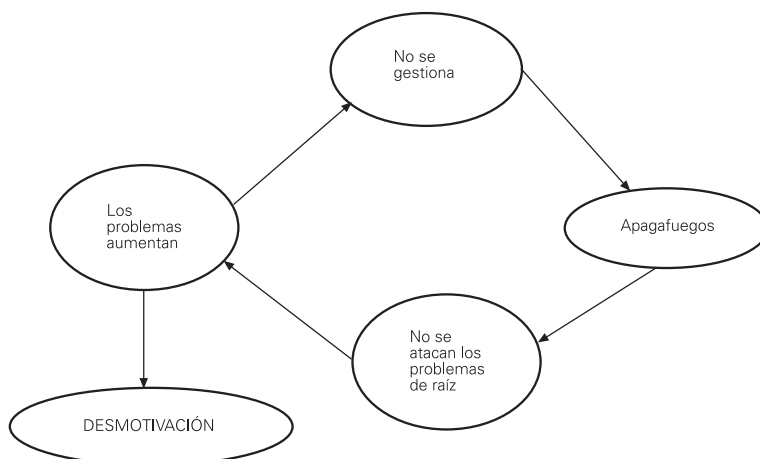 No se
gestiona
Los
problemas
aumentan
Apagafuegos
No se
atacan los
problemas
de raíz
DESMOTIVACIÓN